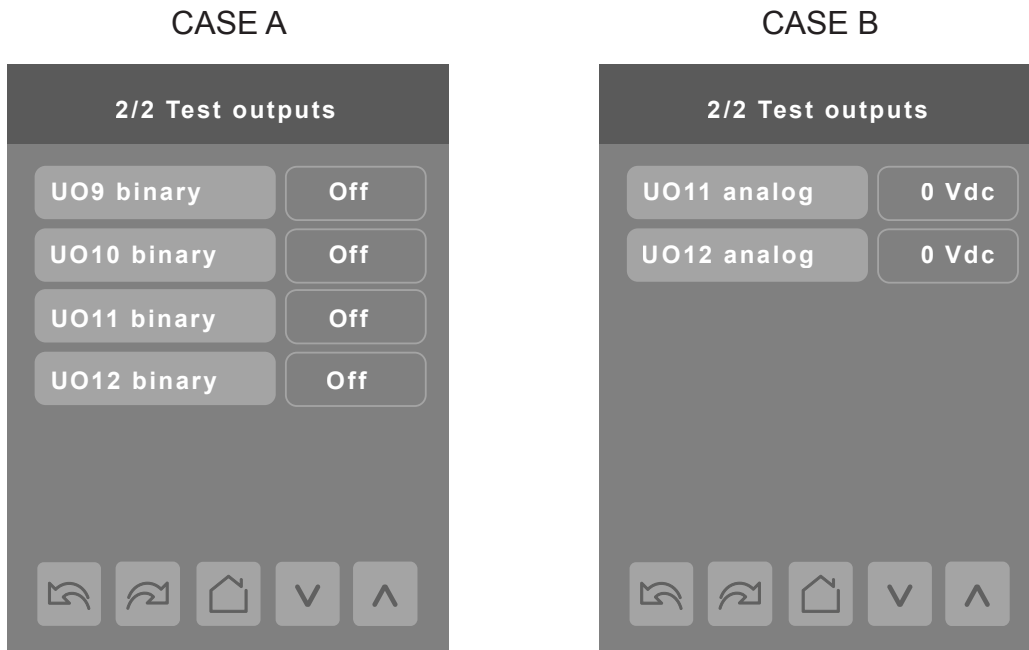 CASE A
2/2 Test outputs
UO9 binary Off
UO10 binary Off
UO11 binary Off
UO12 binary Off
CASE B
2/2 Test outputs
UO11 analog 0 Vdc
UO12 analog 0 Vdc